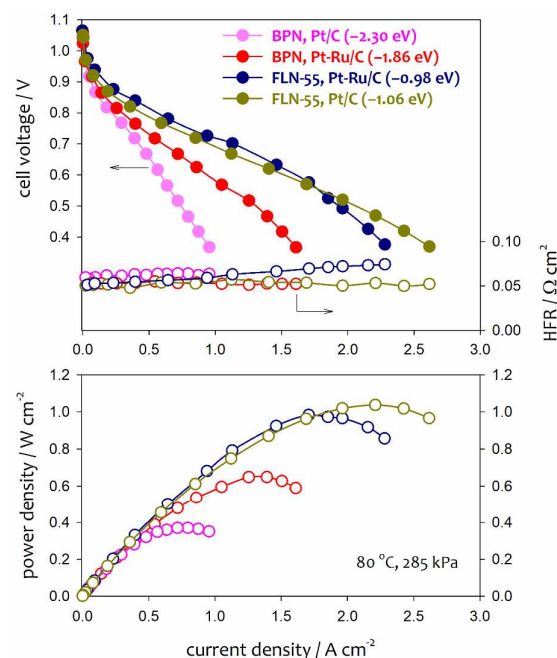 BPN, Pt/C (−2.30 eV)
BPN, Pt-Ru/C (−1.86 eV)
FLN-55, Pt-Ru/C (−0.98 eV)
FLN-55, Pt/C (−1.06 eV)
cell voltage / V
1.1
1.0
0.9
0.8
0.7
0.6
0.5
0.4
0.10
0.05
0.00
HFR / Ω cm²
0.0 0.5 1.0 1.5 2.0 2.5 3.0
power density / W cm⁻²
1.2 1.2
1.0 1.0
0.8 0.8
0.6 0.6
0.4 0.4
0.2 0.2
0.0 0.0
80 °C, 285 kPa
0.0 0.5 1.0 1.5 2.0 2.5 3.0
current density / A cm⁻²